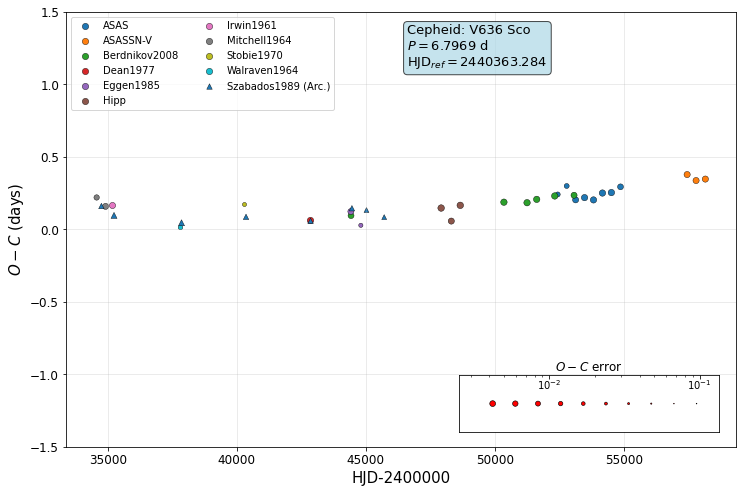 ASAS
ASASSN-V
Berdnikov2008
Dean1977
Eggen1985
Hipp
Irwin1961
Mitchell1964
Stobie1970
Walraven1964
Szabados1989 (Arc.)
Cepheid: V636 Sco
P = 6.7969 d
HJD_ref = 2440363.284
1.5
1.0
0.5
0.0
−0.5
−1.0
−1.5
O − C (days)
O − C error
10^−2
10^−1
35000
40000
45000
50000
55000
HJD-2400000